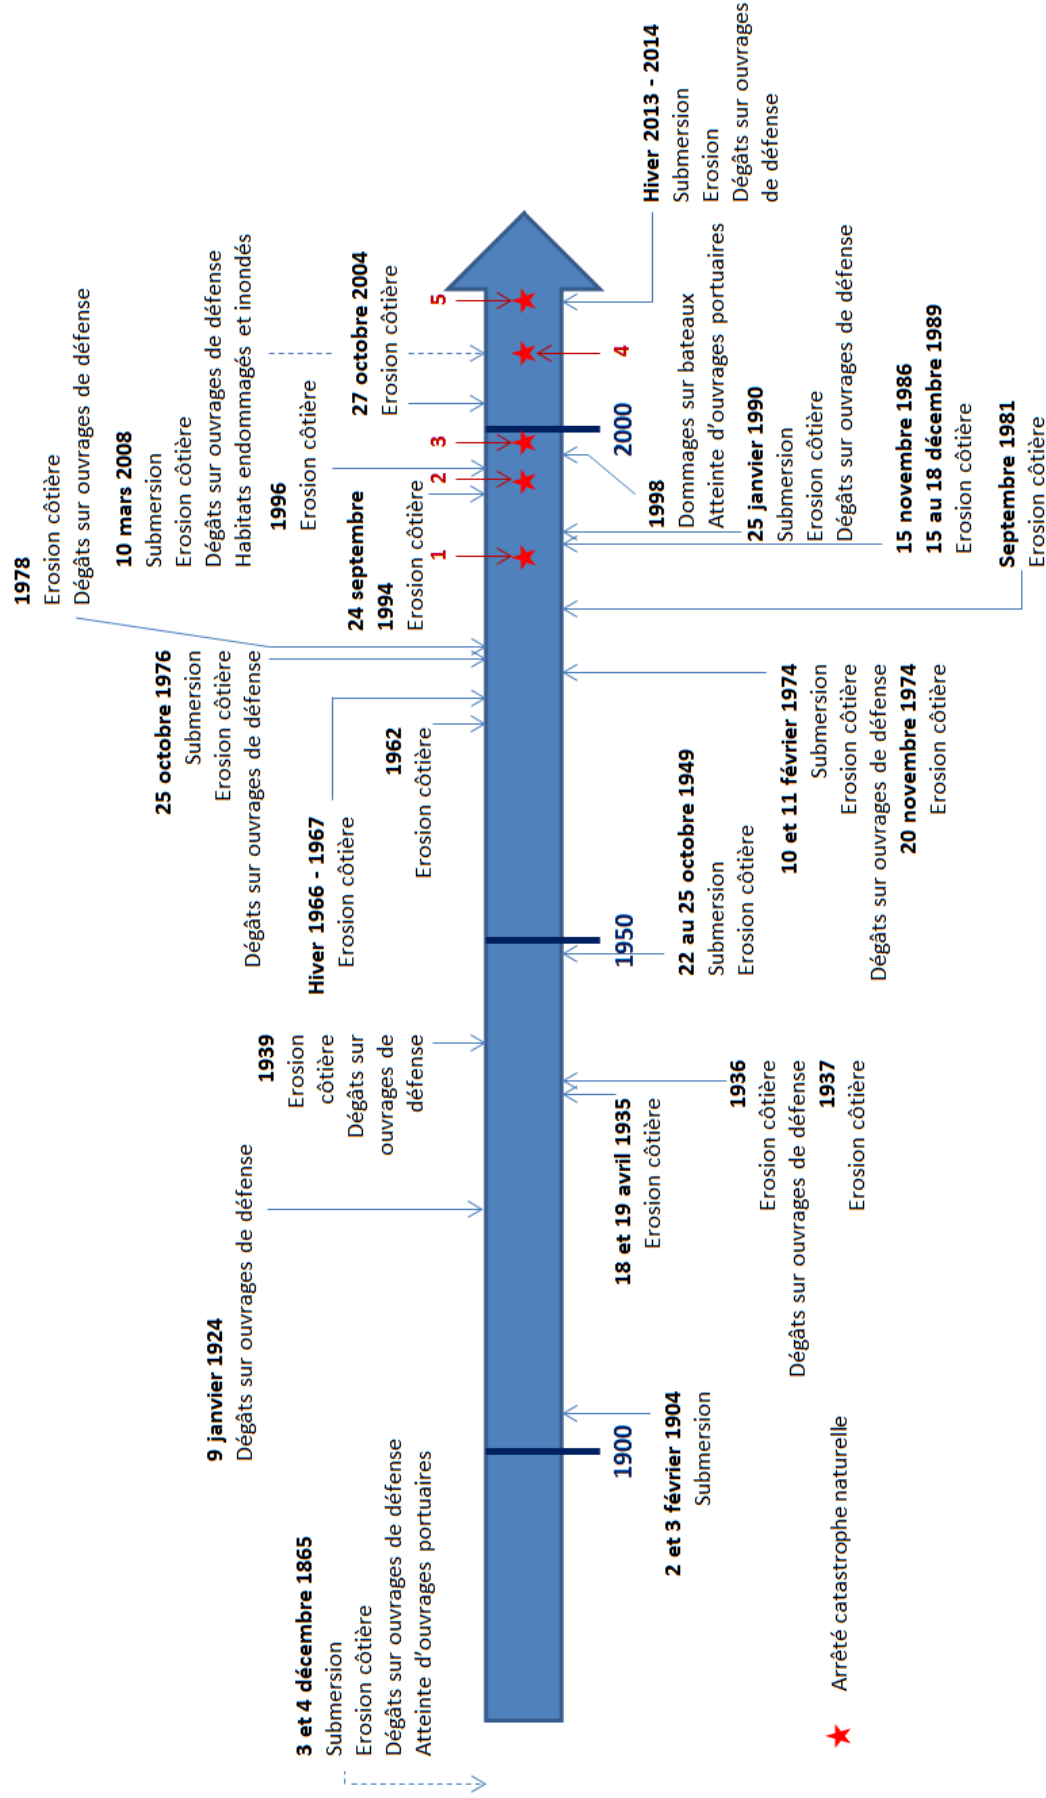 3 et 4 décembre 1865
Submersion
Erosion côtière
Dégâts sur ouvrages de défense
Atteinte d'ouvrages portuaires
9 janvier 1924
Dégâts sur ouvrages de défense
1939
Erosion
côtière
Dégâts sur
ouvrages de
défense
Hiver 1966 - 1967
Erosion côtière
1962
Erosion côtière
25 octobre 1976
Submersion
Erosion côtière
Dégâts sur ouvrages de défense
1978
Erosion côtière
Dégâts sur ouvrages de défense
24 septembre
1994
Erosion côtière
1996
Erosion côtière
10 mars 2008
Submersion
Erosion côtière
Dégâts sur ouvrages de défense
Habitats endommagés et inondés
27 octobre 2004
Erosion côtière
1
2
3
4
5
1900
1950
2000
2 et 3 février 1904
Submersion
18 et 19 avril 1935
Erosion côtière
1936
Erosion côtière
Dégâts sur ouvrages de défense
1937
Erosion côtière
22 au 25 octobre 1949
Submersion
Erosion côtière
10 et 11 février 1974
Submersion
Erosion côtière
Dégâts sur ouvrages de défense
20 novembre 1974
Erosion côtière
Septembre 1981
Erosion côtière
15 novembre 1986
15 au 18 décembre 1989
Erosion côtière
25 janvier 1990
Submersion
Erosion côtière
Dégâts sur ouvrages de défense
1998
Dommages sur bateaux
Atteinte d'ouvrages portuaires
Hiver 2013 - 2014
Submersion
Erosion
Dégâts sur ouvrages
de défense
Arrêté catastrophe naturelle